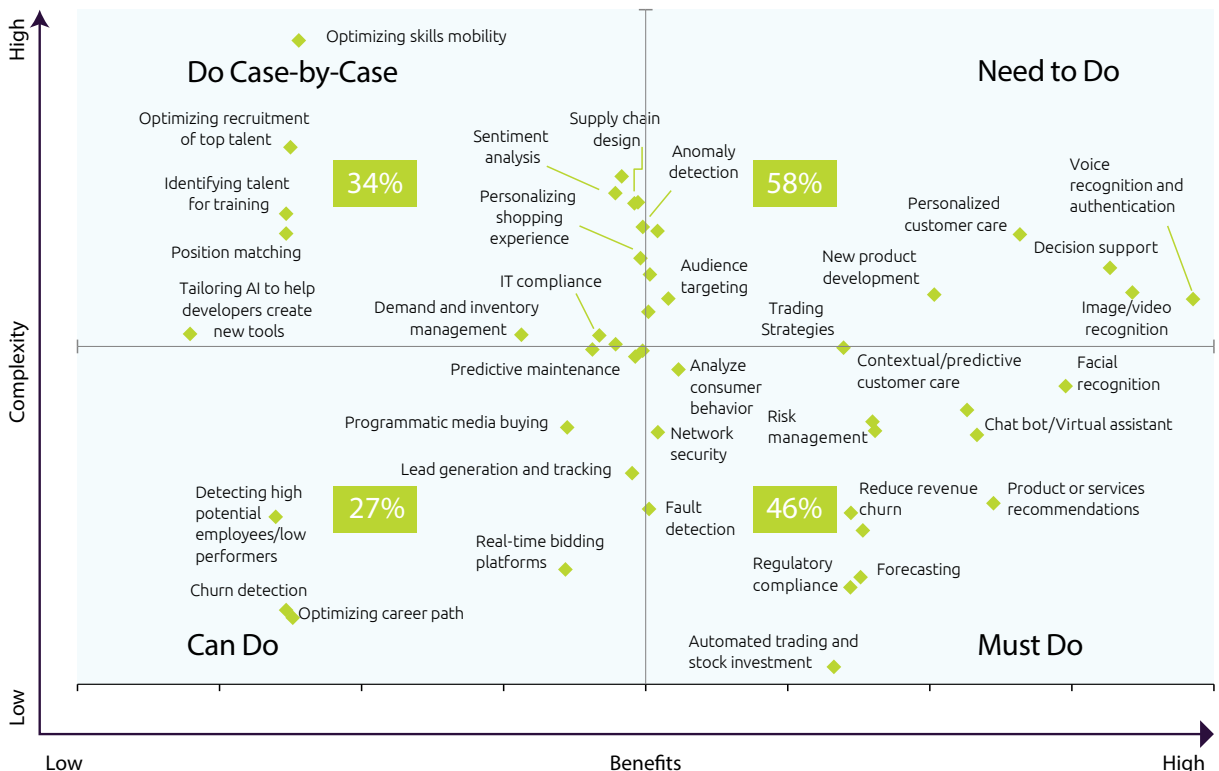 High
Optimizing skills mobility
Do Case-by-Case
Need to Do
Optimizing recruitment
of top talent
Supply chain
design
Sentiment
analysis
Anomaly
detection
34%
58%
Voice
recognition and
authentication
Identifying talent
for training
Personalizing
shopping
experience
Personalized
customer care
Position matching
Decision support
New product
development
Audience
targeting
IT compliance
Tailoring AI to help
developers create
new tools
Demand and inventory
management
Trading
Strategies
Image/video
recognition
Complexity
Predictive maintenance
Analyze
consumer
behavior
Contextual/predictive
customer care
Facial
recognition
Programmatic media buying
Risk
management
Chat bot/Virtual assistant
Network
security
Lead generation and tracking
Detecting high
potential
employees/low
performers
27%
46%
Reduce revenue
churn
Product or services
recommendations
Fault
detection
Real-time bidding
platforms
Regulatory
compliance
Forecasting
Churn detection
Optimizing career path
Can Do
Automated trading and
stock investment
Must Do
Low
Low
Benefits
High